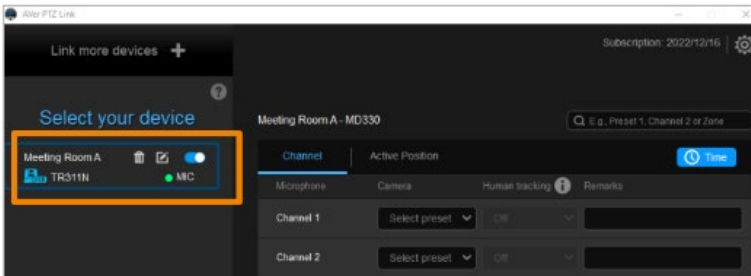 AVer PTZ Link
Link more devices +
Subscription: 2022/12/16
Select your device
Meeting Room A - MD330
E.g., Preset 1, Channel 2 or Zone
Meeting Room A
TR311N
MIC
Channel
Active Position
Time
Microphone
Camera
Human tracking
Remarks
Channel 1
Select preset
Off
Channel 2
Select preset
Off